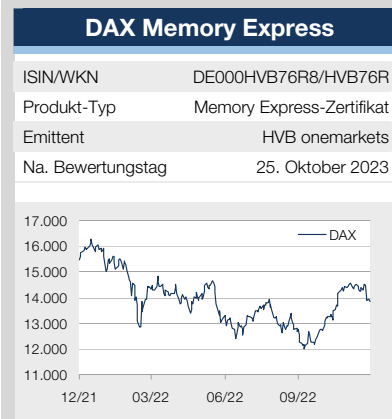 DAX Memory Express
ISIN/WKN DE000HVB76R8/HVB76R
Produkt-Typ Memory Express-Zertifikat
Emittent HVB onemarkets
Na. Bewertungstag 25. Oktober 2023
17.000
DAX
16.000
15.000
14.000
13.000
12.000
11.000
12/21 03/22 06/22 09/22